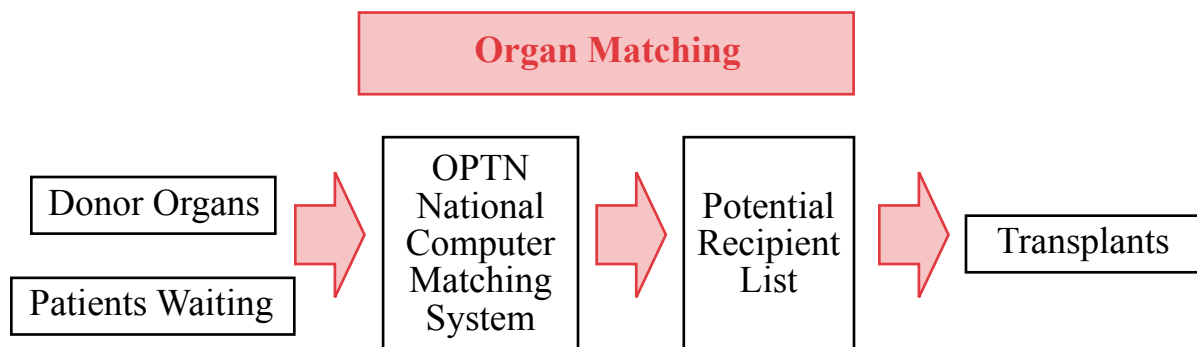 Organ Matching
Donor Organs
Patients Waiting
OPTN
National
Computer
Matching
System
Potential
Recipient
List
Transplants